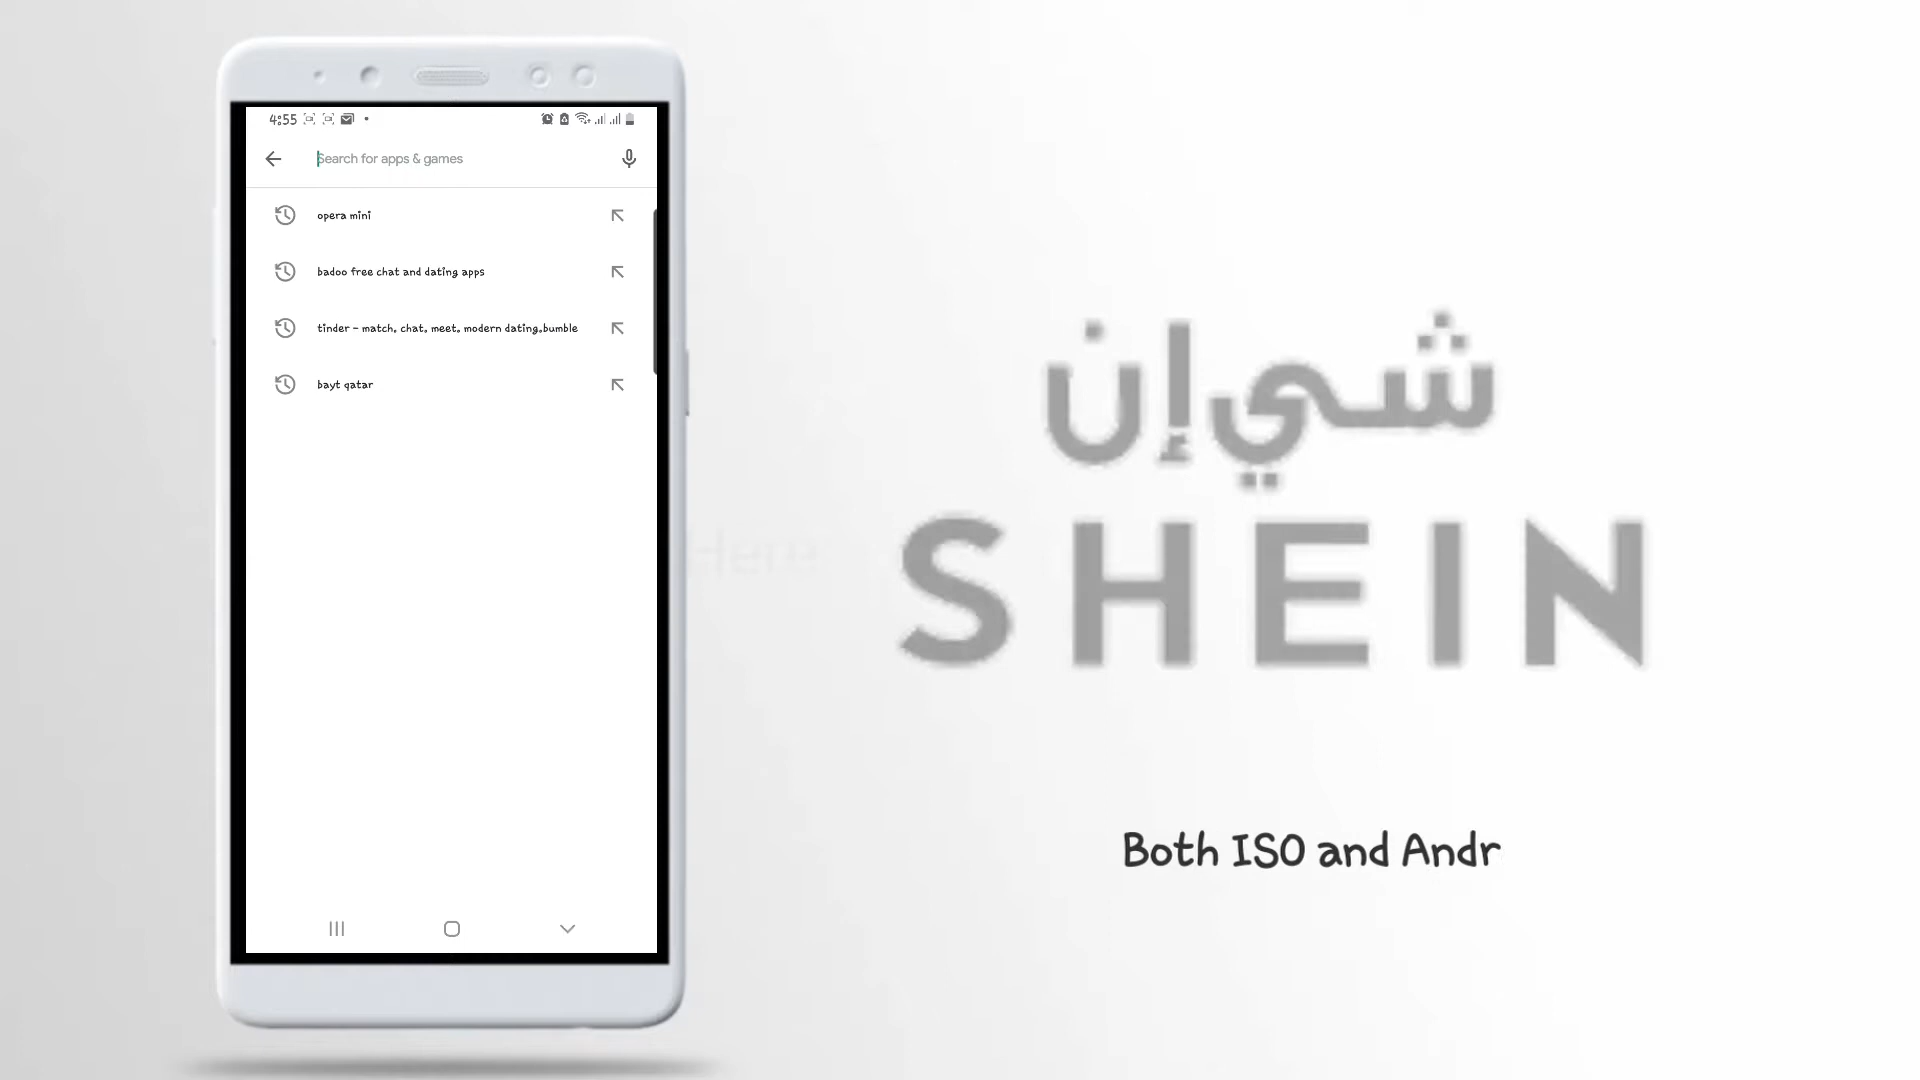 4:55
Search for apps & games
opera mini
badoo free chat and dating apps
tinder - match, chat, meet, modern dating,bumble
bayt qatar
Here
شي إن
SHEIN
Both ISO and Andr